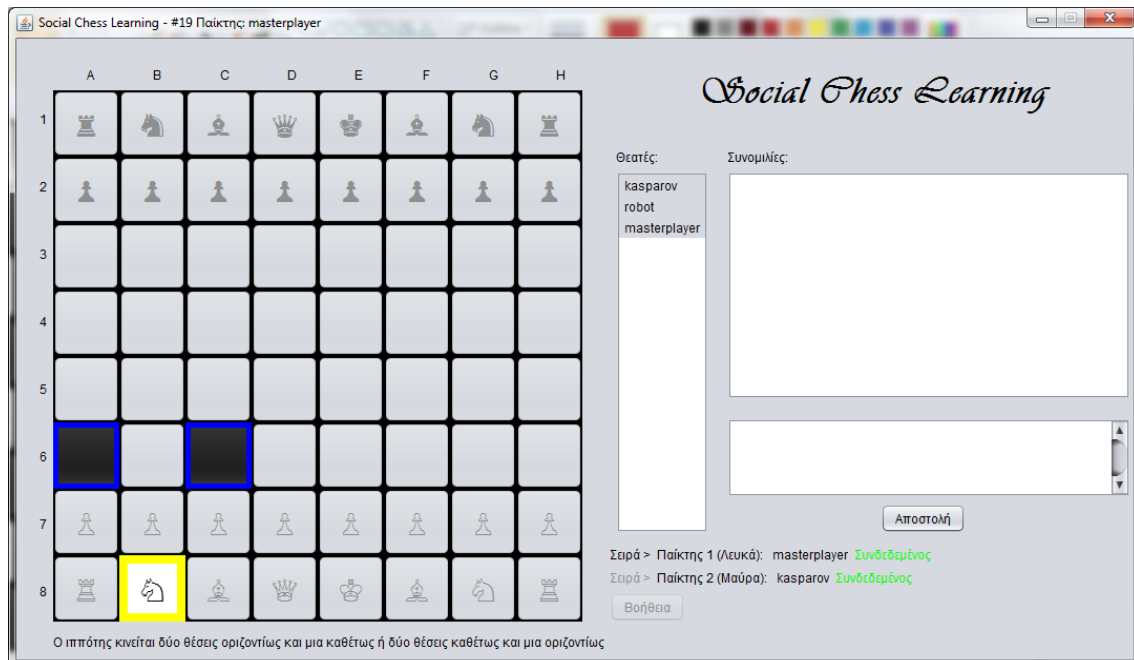 Social Chess Learning - #19 Παίκτης: masterplayer
A B C D E F G H
1
2
3
4
5
6
7
8
Ο ιππότης κινείται δύο θέσεις οριζοντίως και μια καθέτως ή δύο θέσεις καθέτως και μια οριζοντίως
Social Chess Learning
Θεατές:
kasparov
robot
masterplayer
Συνομιλίες:
Αποστολή
Σειρά > Παίκτης 1 (Λευκά): masterplayer Συνδεδεμένος
Σειρά > Παίκτης 2 (Μαύρα): kasparov Συνδεδεμένος
Βοήθεια